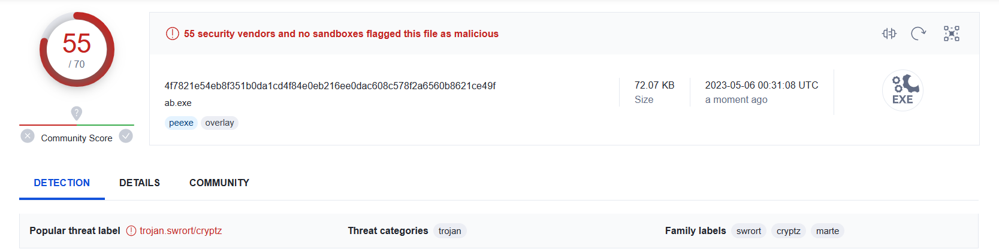 55
/ 70
?
Community Score
55 security vendors and no sandboxes flagged this file as malicious
4f7821e54eb8f351b0da1cd4f84e0eb216ee0dac608c578f2a6560b8621ce49f
ab.exe
peexe overlay
72.07 KB
Size
2023-05-06 00:31:08 UTC
a moment ago
EXE
DETECTION DETAILS COMMUNITY
Popular threat label ! trojan.swrort/cryptz Threat categories trojan Family labels swrort cryptz marte